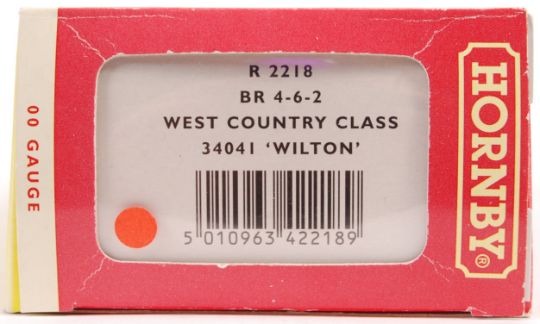 00 GAUGE
R 2218
BR 4-6-2
WEST COUNTRY CLASS
34041 'WILTON'
5 010963 422189
HORNBY®